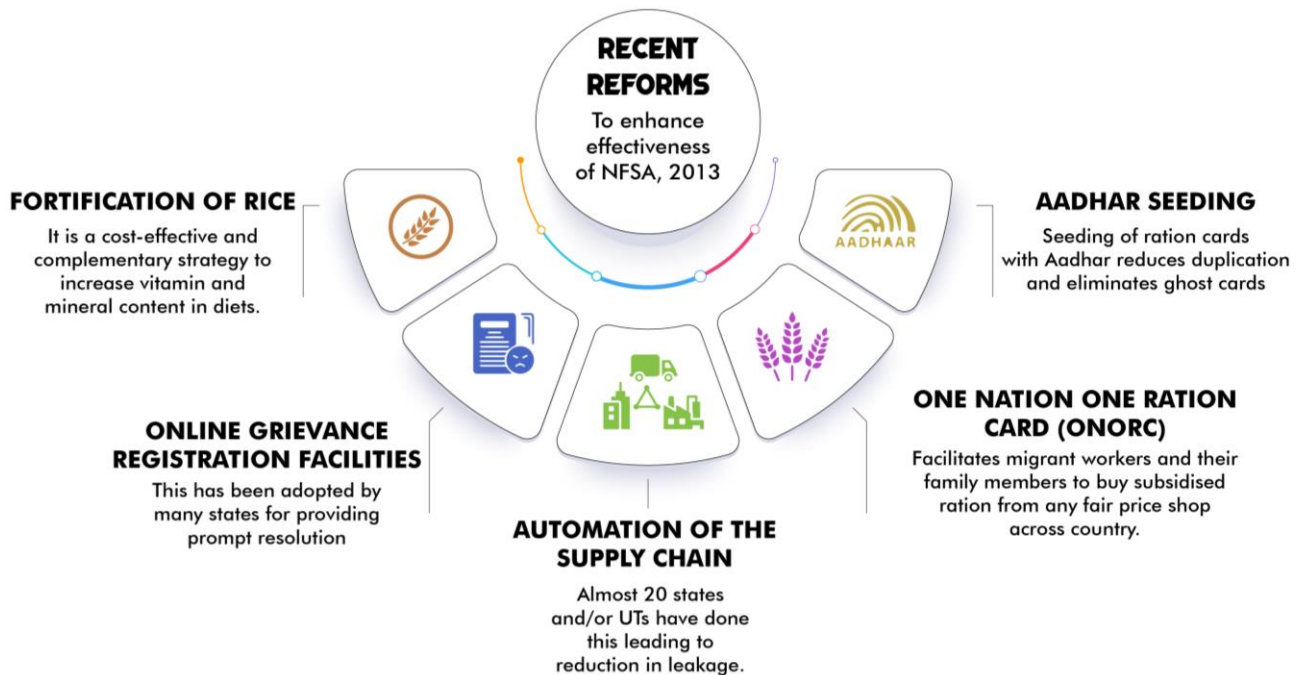 RECENT
REFORMS
To enhance
effectiveness
of NFSA, 2013
FORTIFICATION OF RICE
It is a cost-effective and
complementary strategy to
increase vitamin and
mineral content in diets.
ONLINE GRIEVANCE
REGISTRATION FACILITIES
This has been adopted by
many states for providing
prompt resolution
AUTOMATION OF THE
SUPPLY CHAIN
Almost 20 states
and/or UTs have done
this leading to
reduction in leakage.
ONE NATION ONE RATION
CARD (ONORC)
Facilitates migrant workers and their
family members to buy subsidised
ration from any fair price shop
across country.
AADHAAR
AADHAR SEEDING
Seeding of ration cards
with Aadhar reduces duplication
and eliminates ghost cards